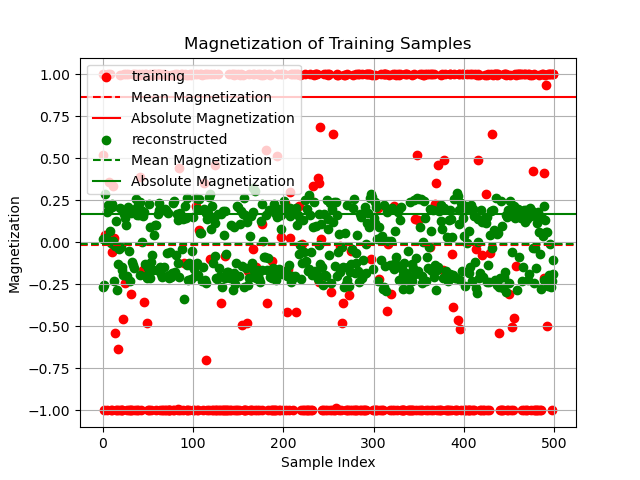 Magnetization of Training Samples
Magnetization
1.00
0.75
0.50
0.25
0.00
−0.25
−0.50
−0.75
−1.00
training
Mean Magnetization
Absolute Magnetization
reconstructed
Mean Magnetization
Absolute Magnetization
0
100
200
300
400
500
Sample Index